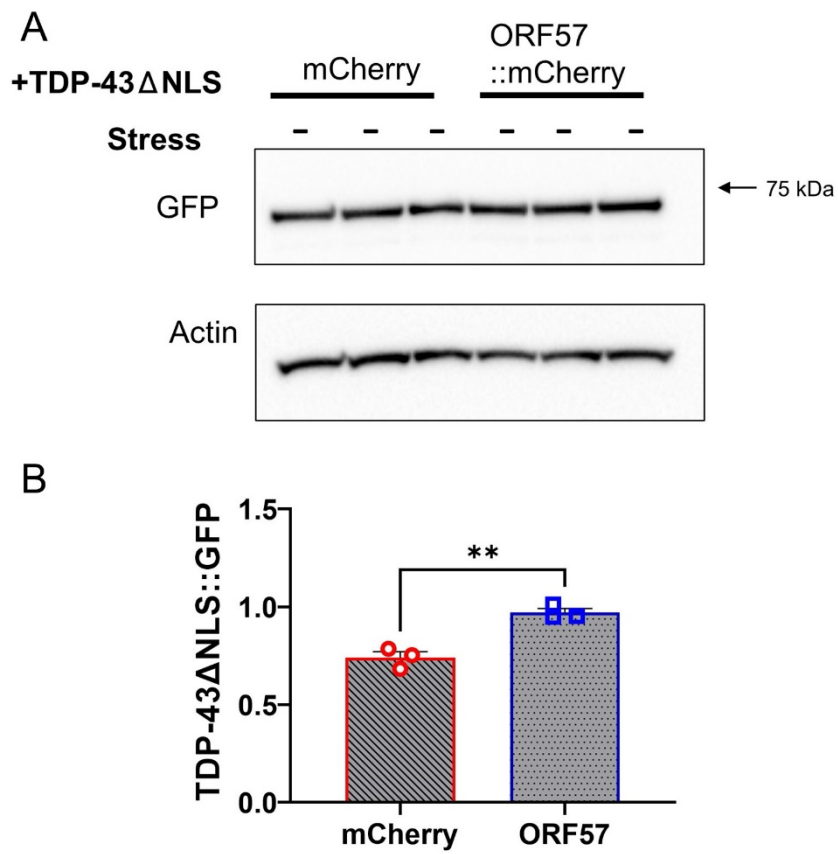 A
+TDP-43ΔNLS
mCherry
ORF57
::mCherry
Stress
- - - - - -
GFP
75 kDa
Actin
B
TDP-43ΔNLS::GFP
1.5
1.0
0.5
0.0
**
mCherry
ORF57